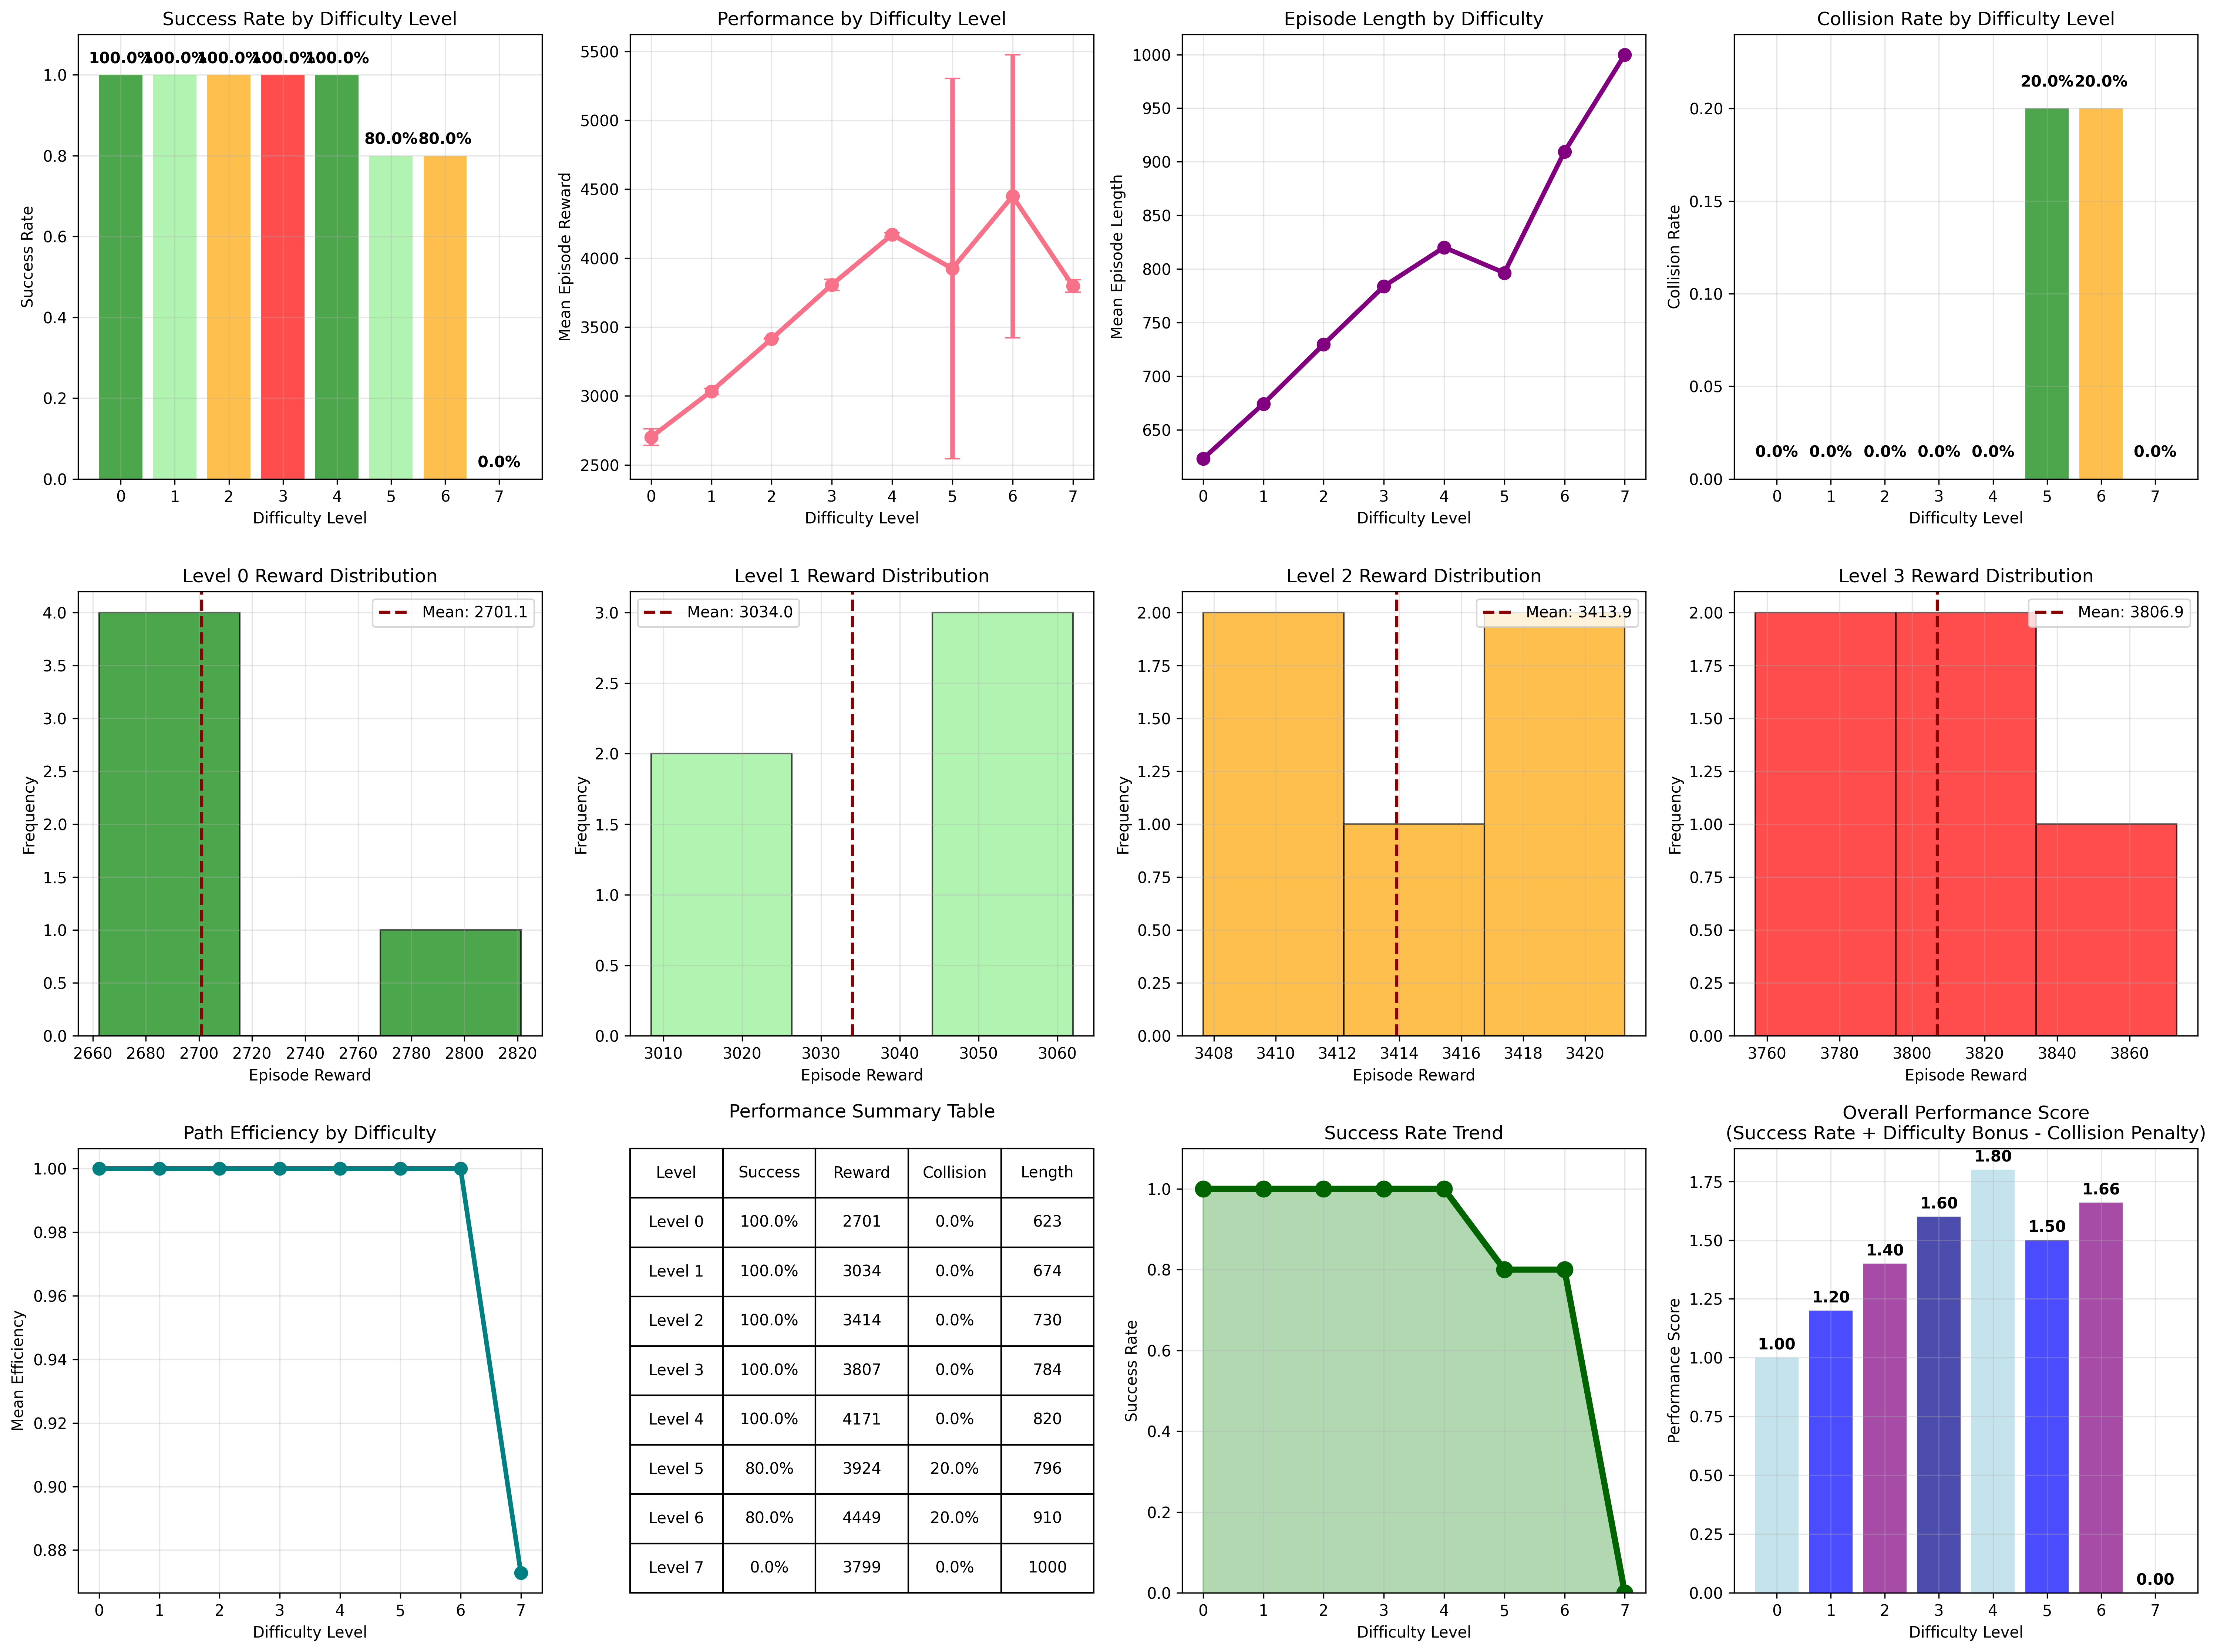 Success Rate by Difficulty Level
100.0% 100.0% 100.0% 100.0% 100.0%
80.0% 80.0%
0.0%
Success Rate
1.0
0.8
0.6
0.4
0.2
0.0
0 1 2 3 4 5 6 7
Difficulty Level
Performance by Difficulty Level
Mean Episode Reward
5500
5000
4500
4000
3500
3000
2500
0 1 2 3 4 5 6 7
Difficulty Level
Episode Length by Difficulty
Mean Episode Length
1000
950
900
850
800
750
700
650
0 1 2 3 4 5 6 7
Difficulty Level
Collision Rate by Difficulty Level
20.0% 20.0%
0.0% 0.0% 0.0% 0.0% 0.0% 0.0%
Collision Rate
0.20
0.15
0.10
0.05
0.00
0 1 2 3 4 5 6 7
Difficulty Level
Level 0 Reward Distribution
Mean: 2701.1
Frequency
4.0
3.5
3.0
2.5
2.0
1.5
1.0
0.5
0.0
2660 2680 2700 2720 2740 2760 2780 2800 2820
Episode Reward
Level 1 Reward Distribution
Mean: 3034.0
Frequency
3.0
2.5
2.0
1.5
1.0
0.5
0.0
3010 3020 3030 3040 3050 3060
Episode Reward
Level 2 Reward Distribution
Mean: 3413.9
Frequency
2.00
1.75
1.50
1.25
1.00
0.75
0.50
0.25
0.00
3408 3410 3412 3414 3416 3418 3420
Episode Reward
Level 3 Reward Distribution
Mean: 3806.9
Frequency
2.00
1.75
1.50
1.25
1.00
0.75
0.50
0.25
0.00
3760 3780 3800 3820 3840 3860
Episode Reward
Path Efficiency by Difficulty
Mean Efficiency
1.00
0.98
0.96
0.94
0.92
0.90
0.88
0 1 2 3 4 5 6 7
Difficulty Level
Performance Summary Table
Level Success Reward Collision Length
Level 0 100.0% 2701 0.0% 623
Level 1 100.0% 3034 0.0% 674
Level 2 100.0% 3414 0.0% 730
Level 3 100.0% 3807 0.0% 784
Level 4 100.0% 4171 0.0% 820
Level 5 80.0% 3924 20.0% 796
Level 6 80.0% 4449 20.0% 910
Level 7 0.0% 3799 0.0% 1000
Success Rate Trend
Success Rate
1.0
0.8
0.6
0.4
0.2
0.0
0 1 2 3 4 5 6 7
Difficulty Level
Overall Performance Score
(Success Rate + Difficulty Bonus - Collision Penalty)
1.00 1.20 1.40 1.60 1.80 1.50 1.66 0.00
Performance Score
1.75
1.50
1.25
1.00
0.75
0.50
0.25
0.00
0 1 2 3 4 5 6 7
Difficulty Level